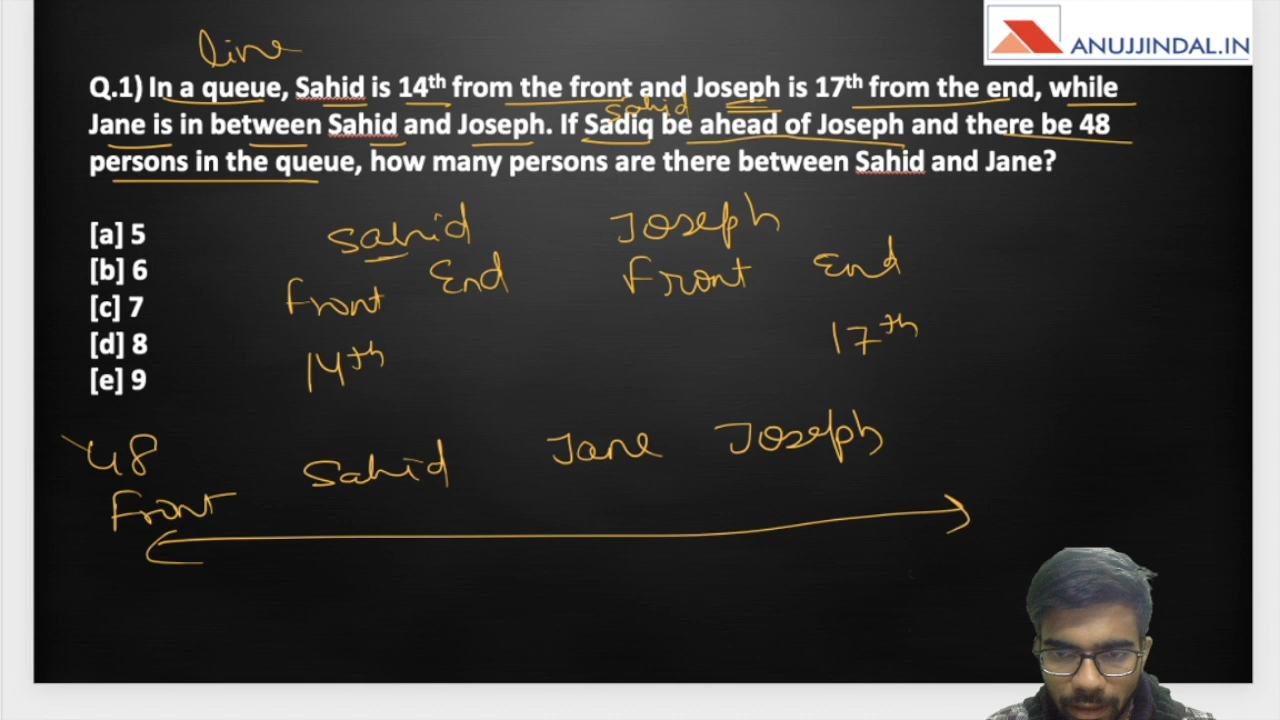 ANUJJINDAL.IN
line
Q.1) In a queue, Sahid is 14th from the front and Joseph is 17th from the end, while
sahid
Jane is in between Sahid and Joseph. If Sadiq be ahead of Joseph and there be 48
persons in the queue, how many persons are there between Sahid and Jane?
[a] 5
[b] 6
[c] 7
[d] 8
[e] 9
Sahid Joseph
Front End Front End
14th 17th
48 Sahid Jane Joseph
Front